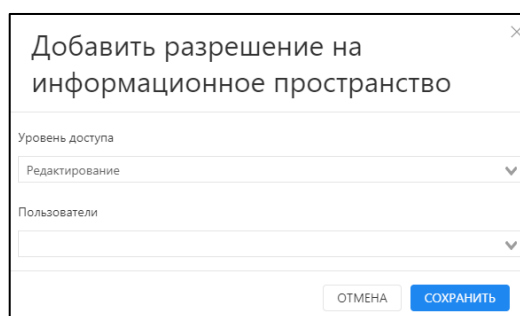 Добавить разрешение на
информационное пространство
Уровень доступа
Редактирование
Пользователи
ОТМЕНА СОХРАНИТЬ